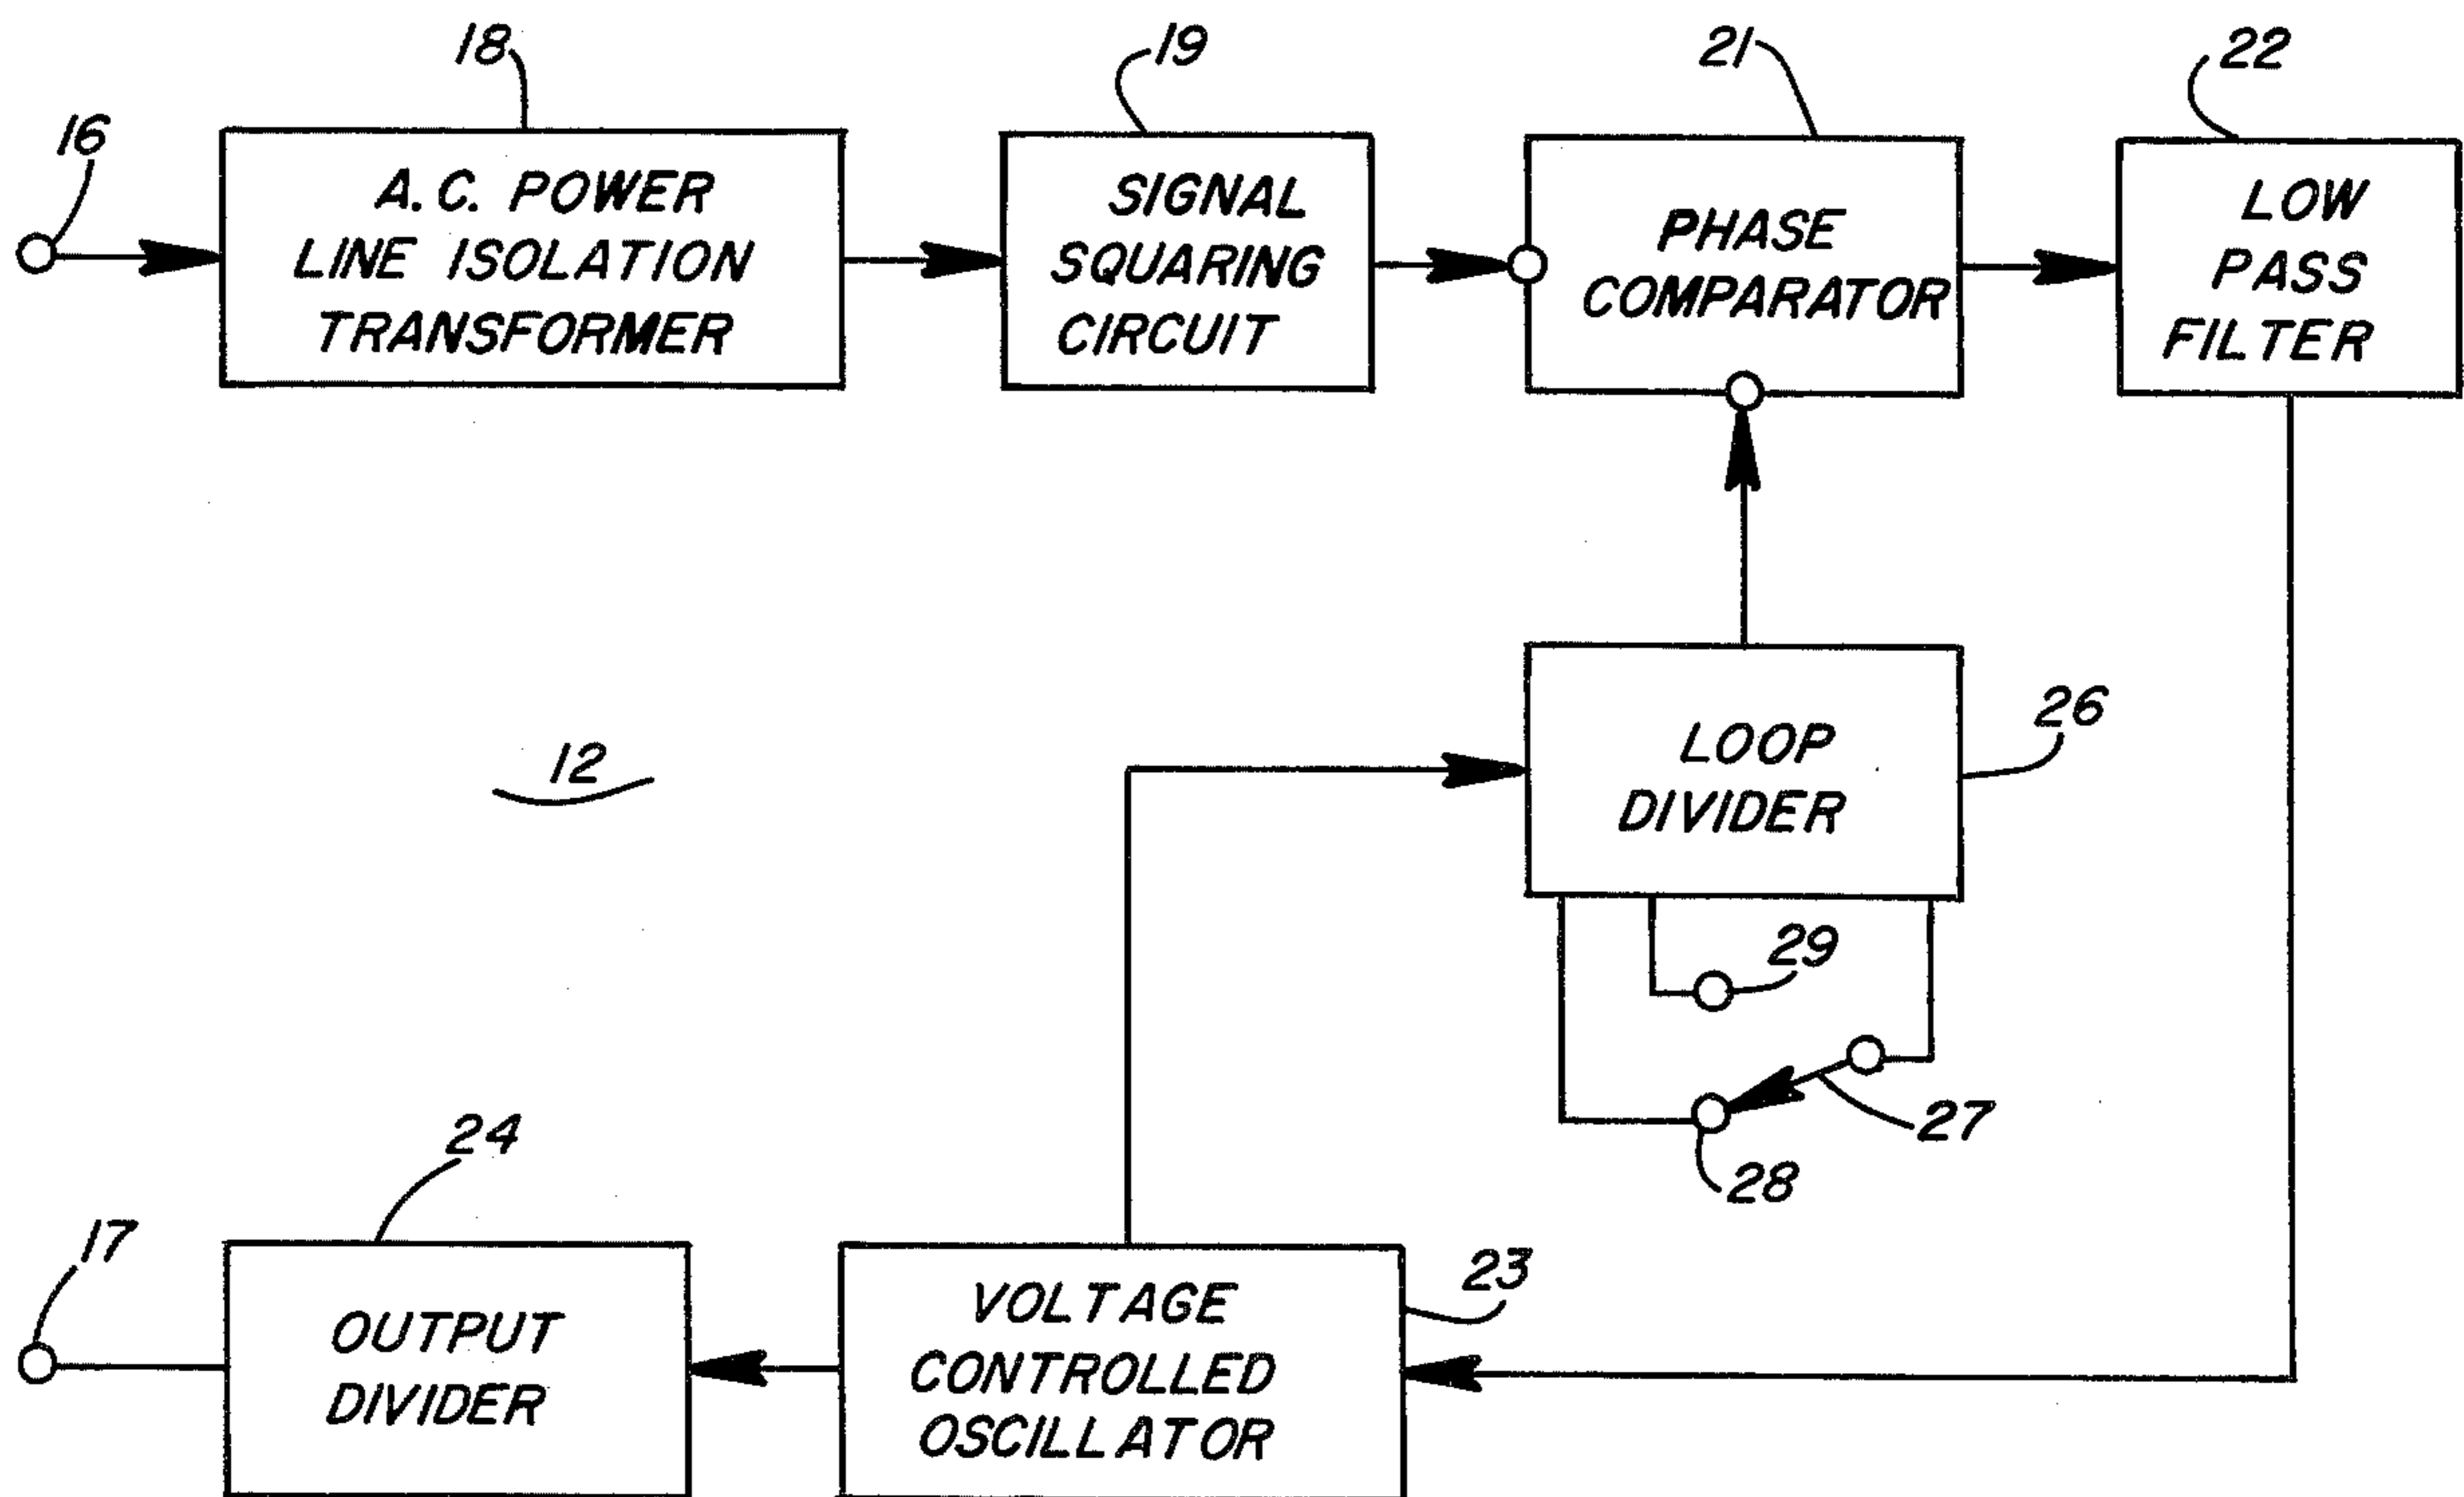 18
19
21
22
16
A.C. POWER
LINE ISOLATION
TRANSFORMER
SIGNAL
SQUARING
CIRCUIT
PHASE
COMPARATOR
LOW
PASS
FILTER
12
LOOP
DIVIDER
26
29
27
28
24
17
OUTPUT
DIVIDER
VOLTAGE
CONTROLLED
OSCILLATOR
23